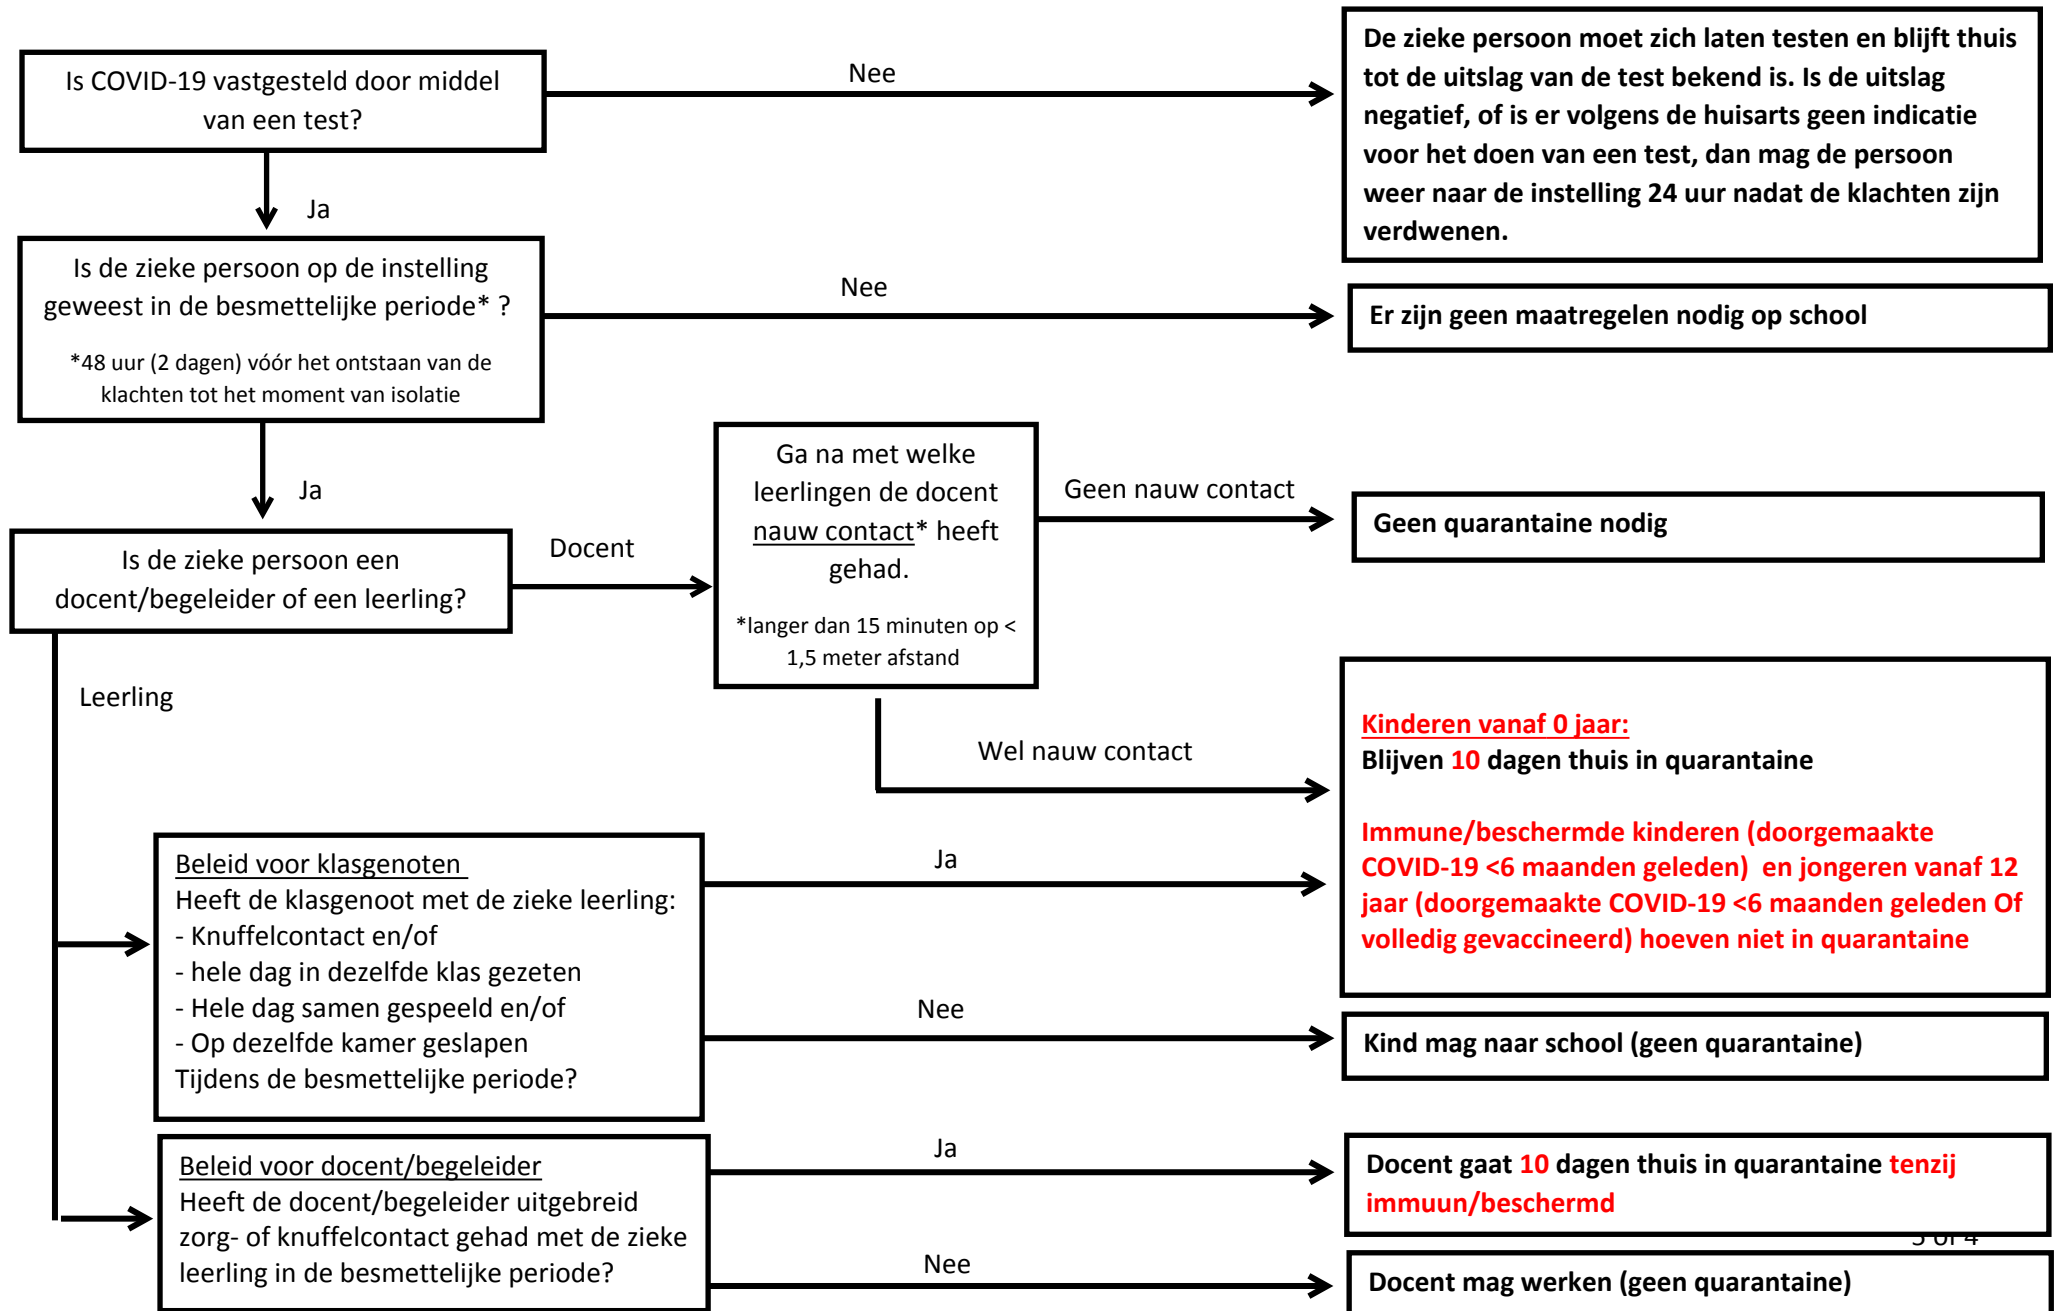 Is COVID-19 vastgesteld door middel
van een test?
Nee
De zieke persoon moet zich laten testen en blijft thuis
tot de uitslag van de test bekend is. Is de uitslag
negatief, of is er volgens de huisarts geen indicatie
voor het doen van een test, dan mag de persoon
weer naar de instelling 24 uur nadat de klachten zijn
verdwenen.
Ja
Is de zieke persoon op de instelling
geweest in de besmettelijke periode* ?
*48 uur (2 dagen) vóór het ontstaan van de
klachten tot het moment van isolatie
Nee
Er zijn geen maatregelen nodig op school
Ja
Is de zieke persoon een
docent/begeleider of een leerling?
Docent
Ga na met welke
leerlingen de docent
nauw contact* heeft
gehad.
*langer dan 15 minuten op <
1,5 meter afstand
Geen nauw contact
Geen quarantaine nodig
Wel nauw contact
Kinderen vanaf 0 jaar:
Blijven 10 dagen thuis in quarantaine
Immune/beschermde kinderen (doorgemaakte
COVID-19 <6 maanden geleden)  en jongeren vanaf 12
jaar (doorgemaakte COVID-19 <6 maanden geleden Of
volledig gevaccineerd) hoeven niet in quarantaine
Leerling
Beleid voor klasgenoten
Heeft de klasgenoot met de zieke leerling:
- Knuffelcontact en/of
- hele dag in dezelfde klas gezeten
- Hele dag samen gespeeld en/of
- Op dezelfde kamer geslapen
Tijdens de besmettelijke periode?
Ja
Nee
Kind mag naar school (geen quarantaine)
Beleid voor docent/begeleider
Heeft de docent/begeleider uitgebreid
zorg- of knuffelcontact gehad met de zieke
leerling in de besmettelijke periode?
Ja
Docent gaat 10 dagen thuis in quarantaine tenzij
immuun/beschermd
Nee
Docent mag werken (geen quarantaine)